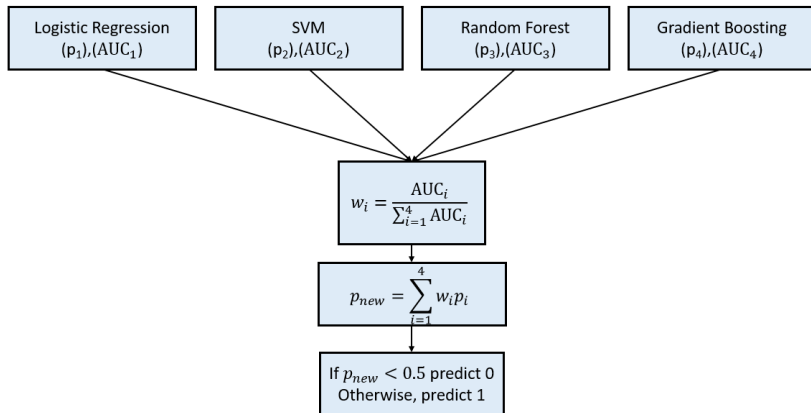 Logistic Regression
(p₁),(AUC₁)
SVM
(p₂),(AUC₂)
Random Forest
(p₃),(AUC₃)
Gradient Boosting
(p₄),(AUC₄)
wᵢ = AUCᵢ / ∑⁴ᵢ₌₁ AUCᵢ
pₙₑw = ∑⁴ᵢ₌₁ wᵢpᵢ
If pₙₑw < 0.5 predict 0
Otherwise, predict 1